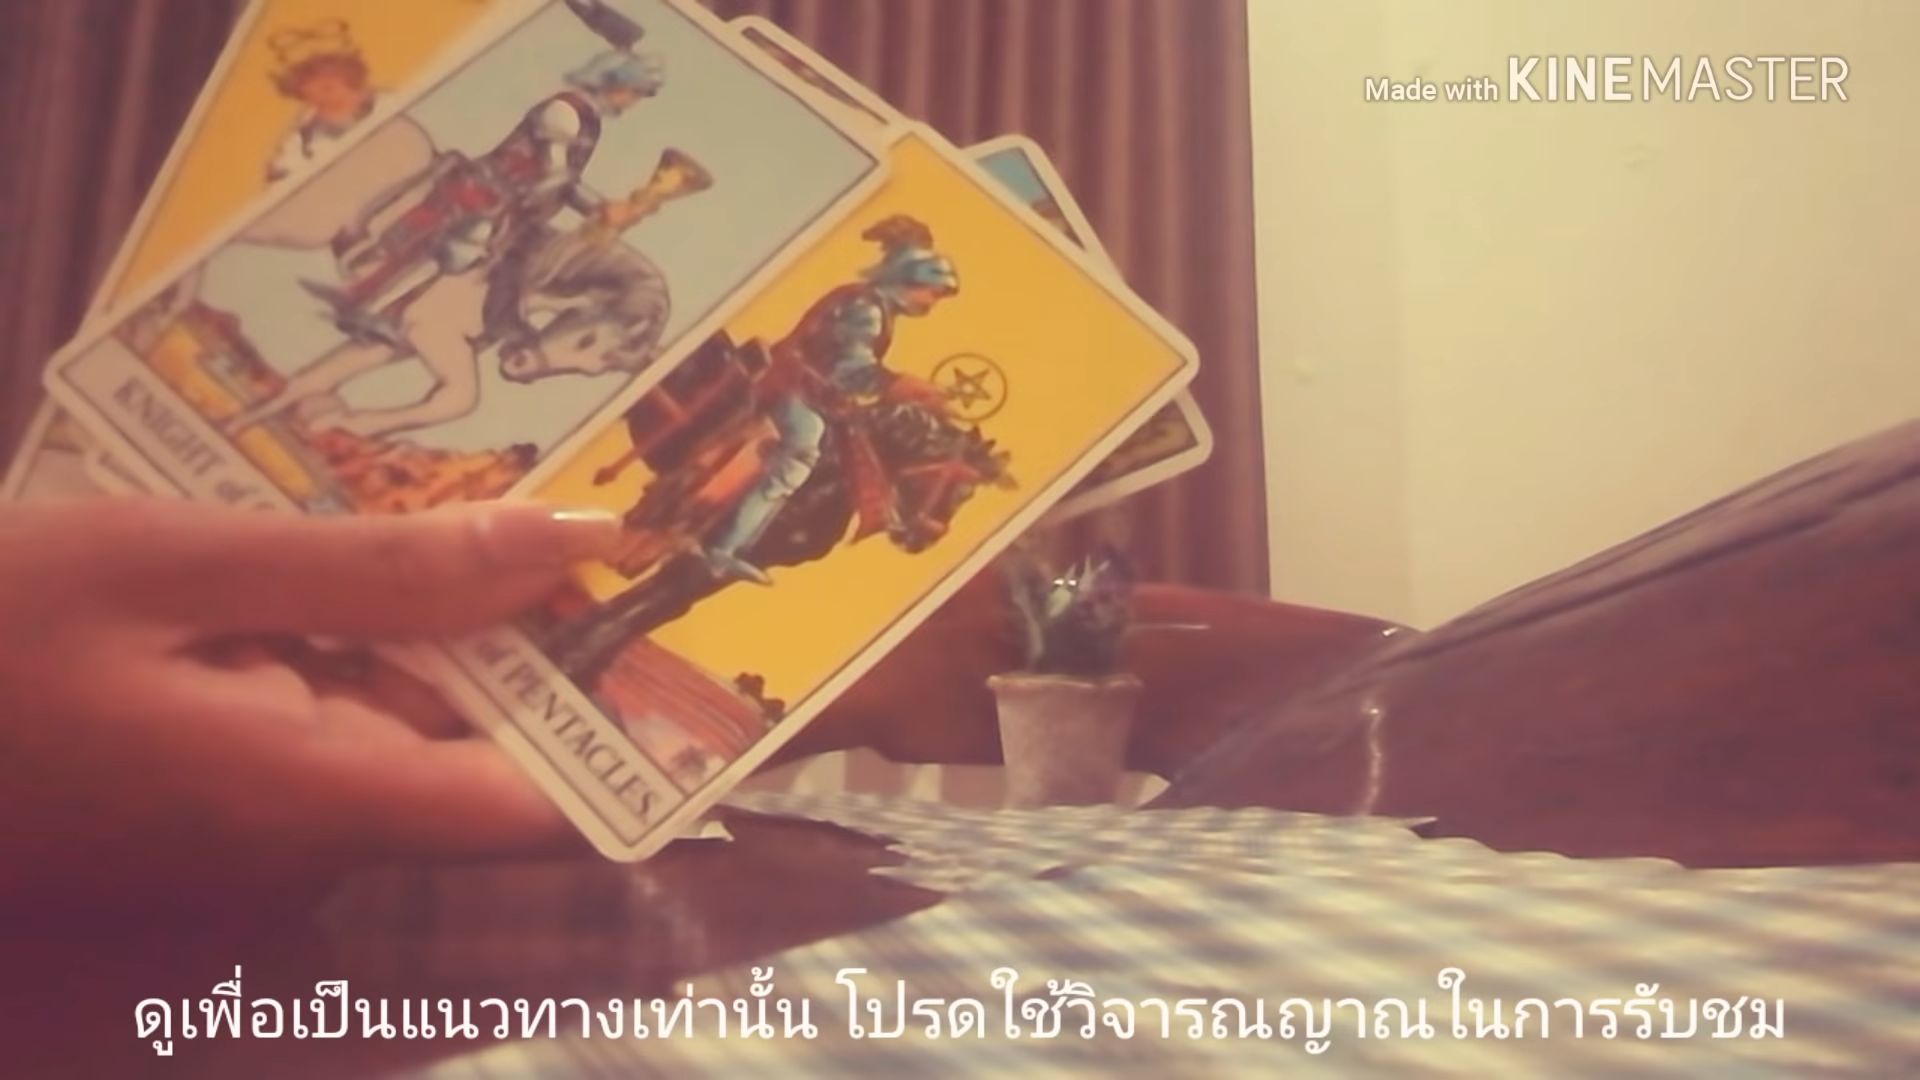 Made with KINEMASTER
KNIGHT of
of PENTACLES
ดูเพื่อเป็นแนวทางเท่านั้น โปรดใช้วิจารณญาณในการรับชม